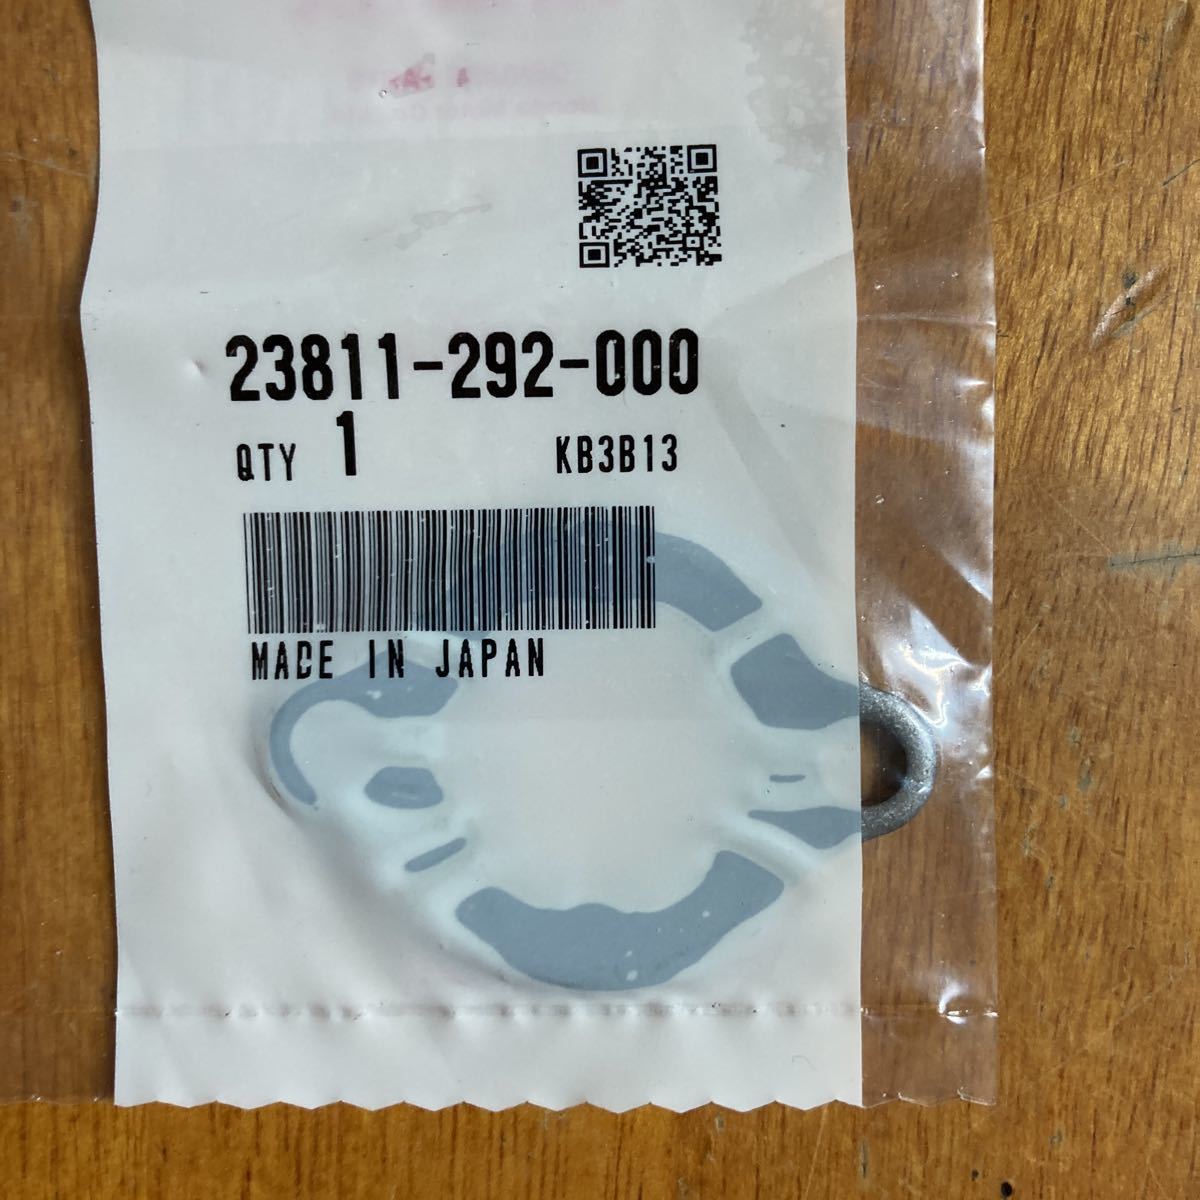 23811-292-000
QTY 1 KB3B13
MADE IN JAPAN